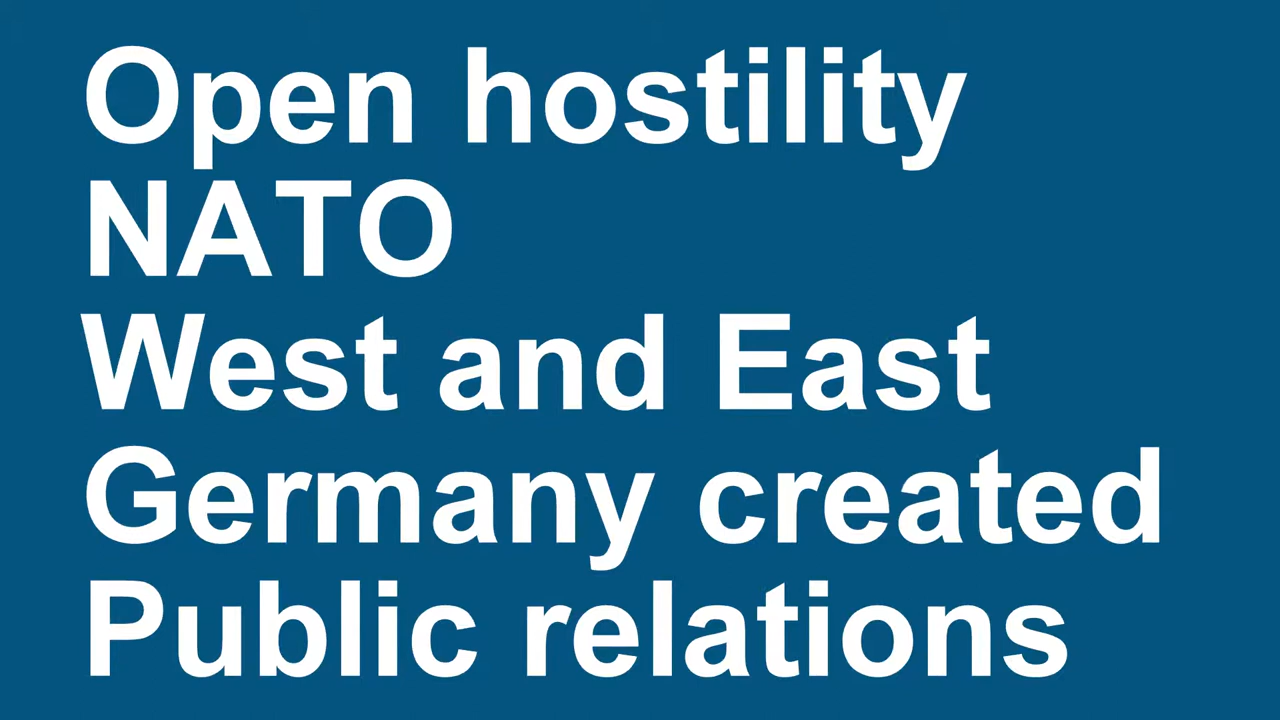 Open hostility
NATO
West and East
Germany created
Public relations